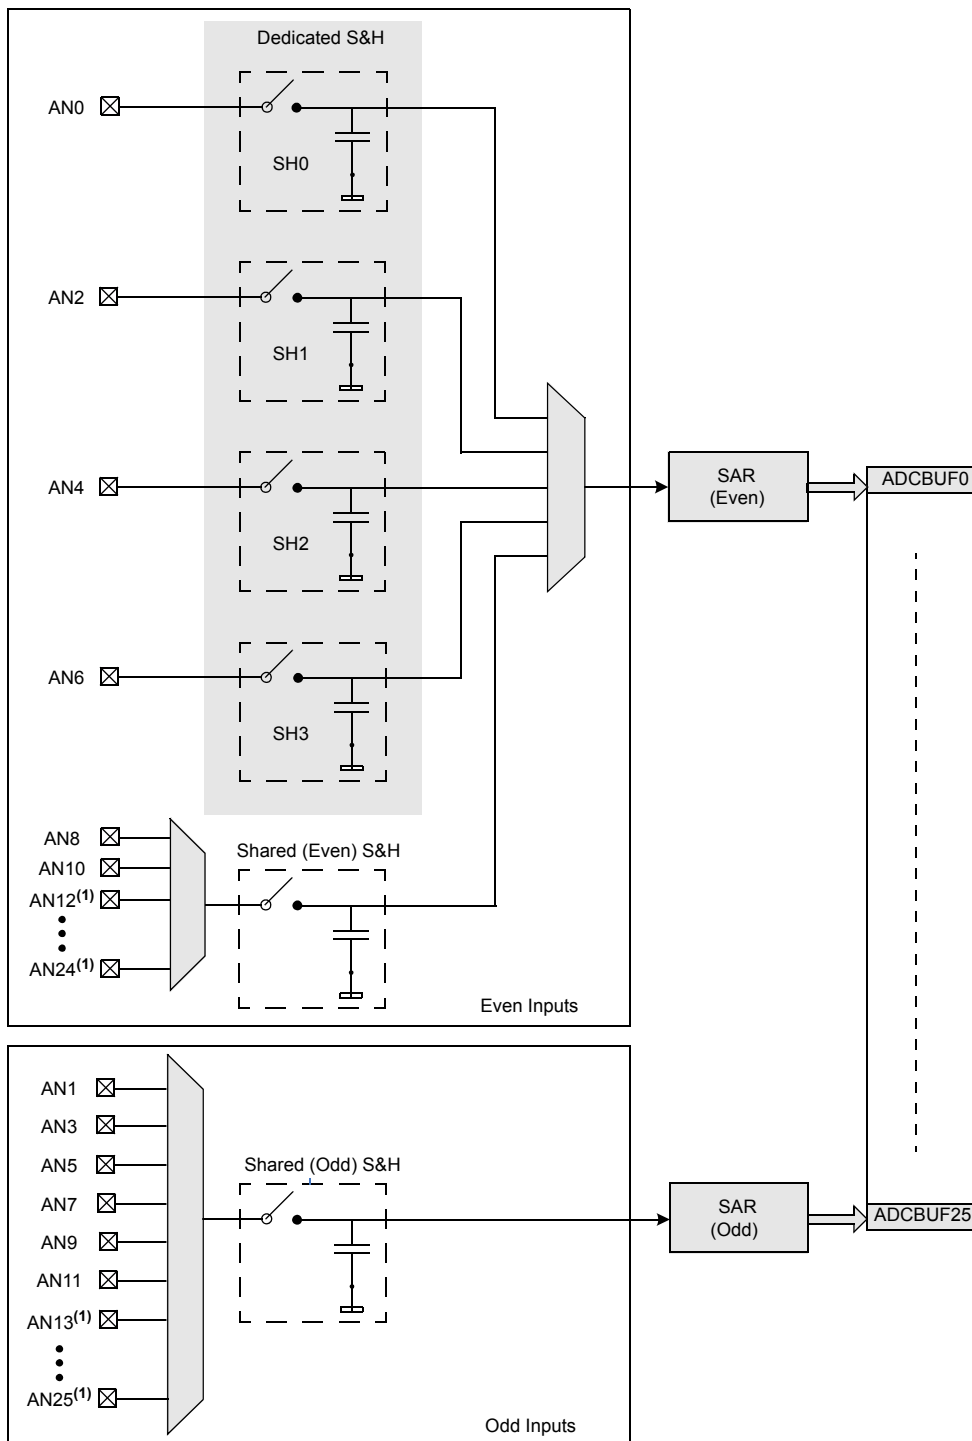 Dedicated S&H
AN0
SH0
AN2
SH1
AN4
SH2
SAR
(Even)
ADCBUF0
AN6
SH3
AN8
AN10
AN12(1)
AN24(1)
Shared (Even) S&H
Even Inputs
AN1
AN3
AN5
AN7
AN9
AN11
AN13(1)
AN25(1)
Shared (Odd) S&H
SAR
(Odd)
ADCBUF25
Odd Inputs